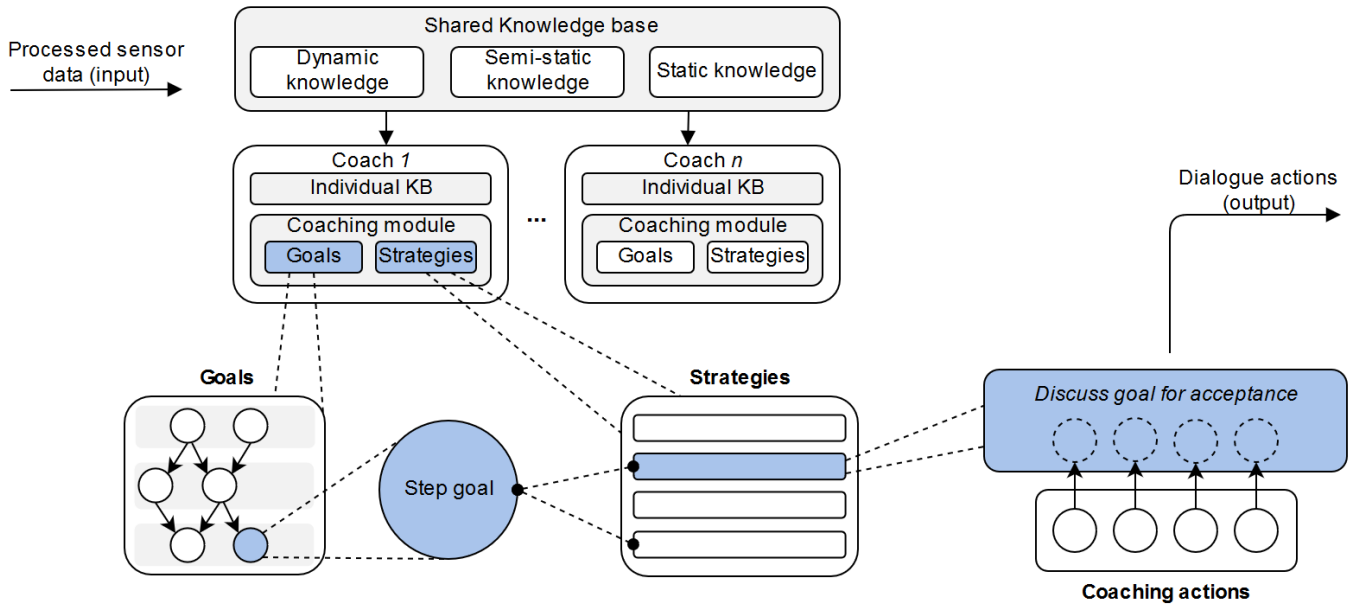 Shared Knowledge base
Processed sensor
data (input)
Dynamic
knowledge
Semi-static
knowledge
Static knowledge
Coach 1
Individual KB
Coaching module
Goals
Strategies
...
Coach n
Individual KB
Coaching module
Goals
Strategies
Dialogue actions
(output)
Goals
Step goal
Strategies
Discuss goal for acceptance
Coaching actions